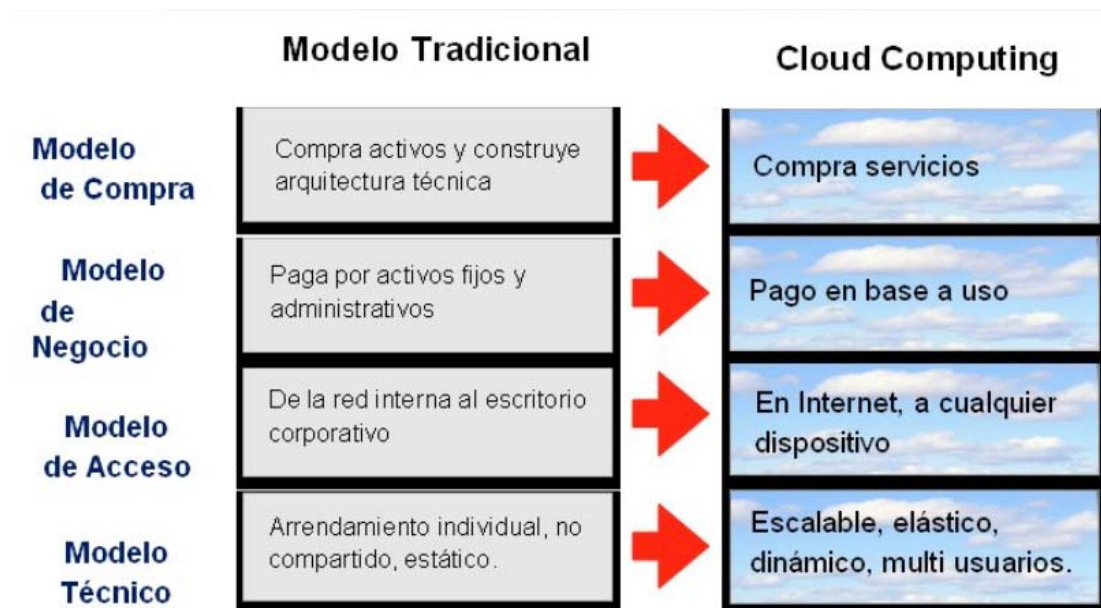 Modelo Tradicional
Cloud Computing
Modelo
de Compra
Compra activos y construye
arquitectura técnica
Compra servicios
Modelo
de
Negocio
Paga por activos fijos y
administrativos
Pago en base a uso
Modelo
de Acceso
De la red interna al escritorio
corporativo
En Internet, a cualquier
dispositivo
Modelo
Técnico
Arrendamiento individual, no
compartido, estático.
Escalable, elástico,
dinámico, multi usuarios.